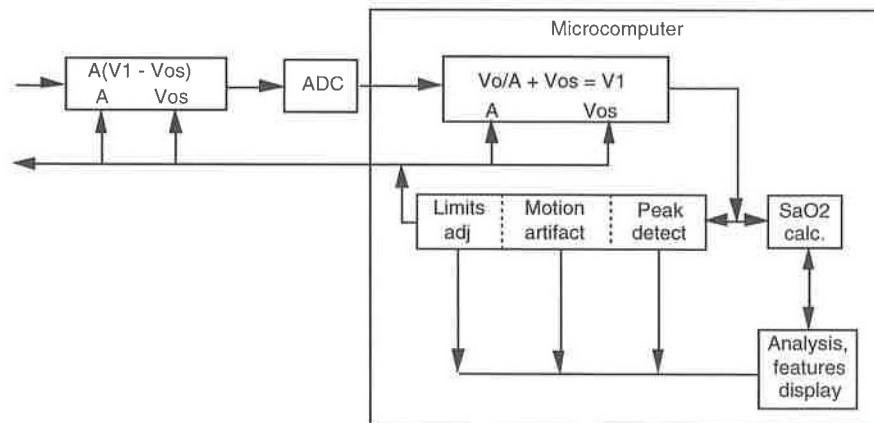 Microcomputer
A(V1 - Vos)
A Vos
ADC
Vo/A + Vos = V1
A Vos
Limits
adj
Motion
artifact
Peak
detect
SaO2
calc.
Analysis,
features
display